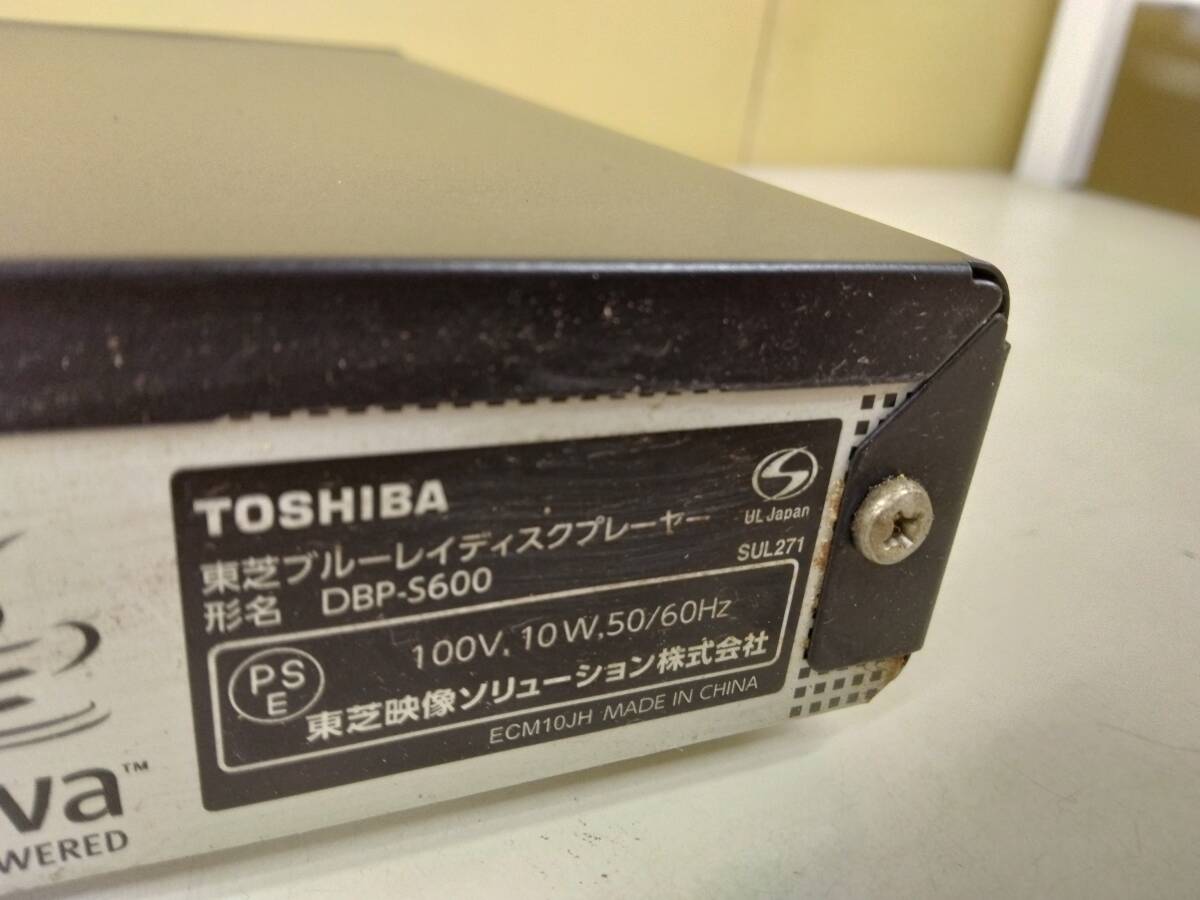 TOSHIBA
東芝ブルーレイディスクプレーヤー
形名 DBP-S600
UL Japan
SUL271
PS
E
100V, 10W, 50/60Hz
東芝映像ソリューション株式会社
ECM10JH MADE IN CHINA
va™
WERED